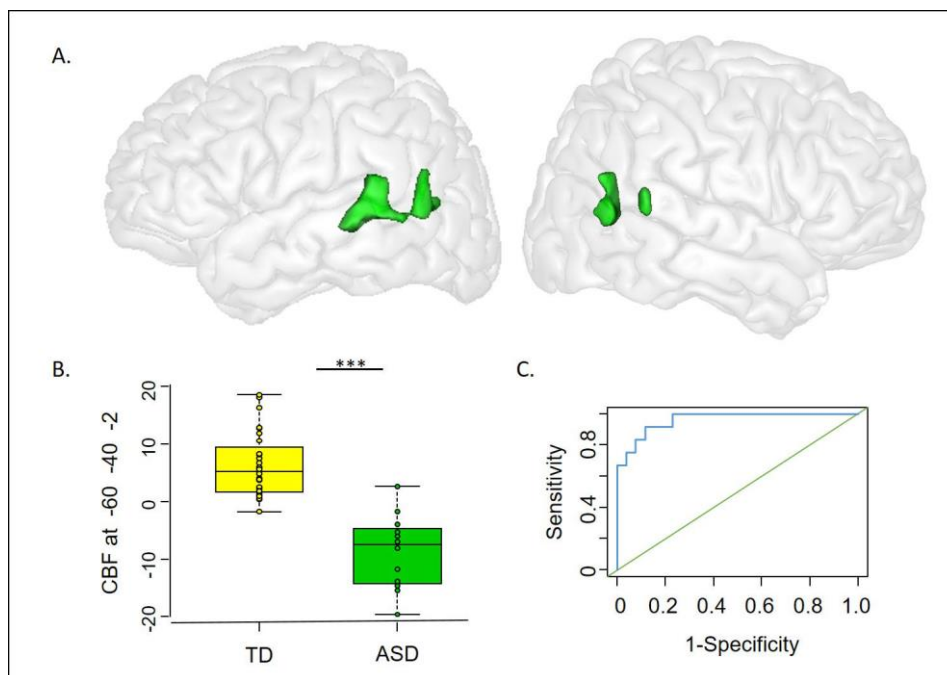 A.
B.
***
CBF at -60 -40 -2
20
10
0
-10
-20
TD
ASD
C.
Sensitivity
0.8
0.4
0
0 0.2 0.4 0.6 0.8 1.0
1-Specificity